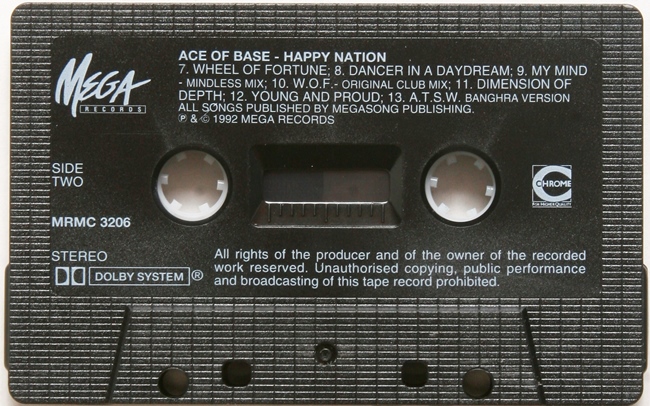 MEGA
RECORDS
ACE OF BASE - HAPPY NATION
7. WHEEL OF FORTUNE; 8. DANCER IN A DAYDREAM; 9. MY MIND
- MINDLESS MIX; 10. W.O.F.- ORIGINAL CLUB MIX; 11. DIMENSION OF
DEPTH; 12. YOUNG AND PROUD; 13. A.T.S.W. BANGHRA VERSION
ALL SONGS PUBLISHED BY MEGASONG PUBLISHING.
℗ & © 1992 MEGA RECORDS
SIDE
TWO
CHROME
FOR HIGHER QUALITY
MRMC 3206
STEREO
DOLBY SYSTEM ®
All rights of the producer and of the owner of the recorded
work reserved. Unauthorised copying, public performance
and broadcasting of this tape record prohibited.